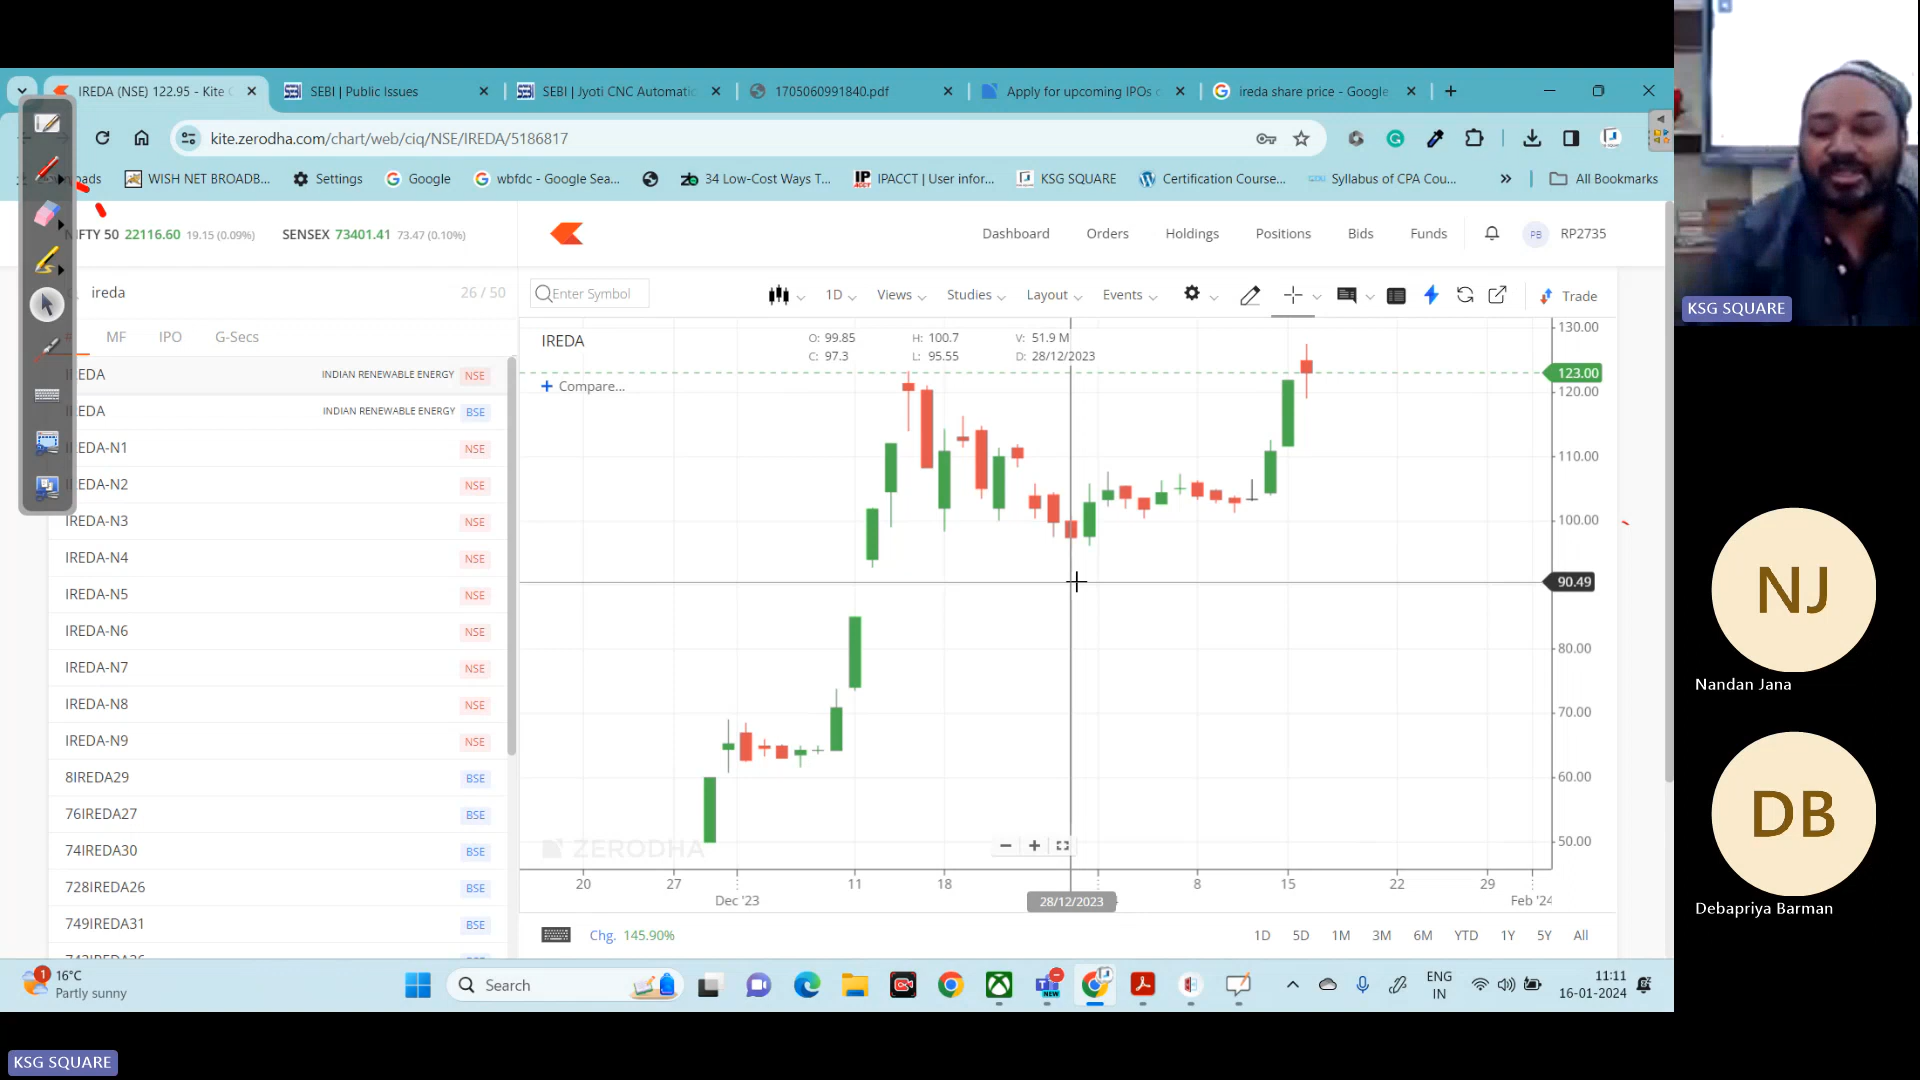 IREDA (NSE) 122.95 - Kite C
SEBI | Public Issues
SEBI | Jyoti CNC Automatic
1705060991840.pdf
Apply for upcoming IPOs o
ireda share price - Google
kite.zerodha.com/chart/web/ciq/NSE/IREDA/5186817
WISH NET BROADB...
Settings
Google
wbfdc - Google Sea...
34 Low-Cost Ways T...
IPACCT | User infor...
KSG SQUARE
Certification Course...
Syllabus of CPA Cou...
»
All Bookmarks
NIFTY 50 22116.60 19.15 (0.09%)
SENSEX 73401.41 73.47 (0.10%)
Dashboard
Orders
Holdings
Positions
Bids
Funds
PB
RP2735
ireda
26 / 50
MF
IPO
G-Secs
IREDA INDIAN RENEWABLE ENERGY NSE
IREDA INDIAN RENEWABLE ENERGY BSE
IREDA-N1 NSE
IREDA-N2 NSE
IREDA-N3 NSE
IREDA-N4 NSE
IREDA-N5 NSE
IREDA-N6 NSE
IREDA-N7 NSE
IREDA-N8 NSE
IREDA-N9 NSE
8IREDA29 BSE
76IREDA27 BSE
74IREDA30 BSE
728IREDA26 BSE
749IREDA31 BSE
Enter Symbol
1D
Views
Studies
Layout
Events
Trade
IREDA
O: 99.85 H: 100.7 V: 51.9 M
C: 97.3 L: 95.55 D: 28/12/2023
+ Compare...
130.00
123.00
120.00
110.00
100.00
90.49
80.00
70.00
60.00
50.00
ZERODHA
20 27 11 18 8 15 22 29
Dec '23 28/12/2023 Feb '24
Chg. 145.90%
1D 5D 1M 3M 6M YTD 1Y 5Y All
1
16°C
Partly sunny
Search
NEW
ENG
IN
11:11
16-01-2024
KSG SQUARE
NJ
Nandan Jana
DB
Debapriya Barman
KSG SQUARE